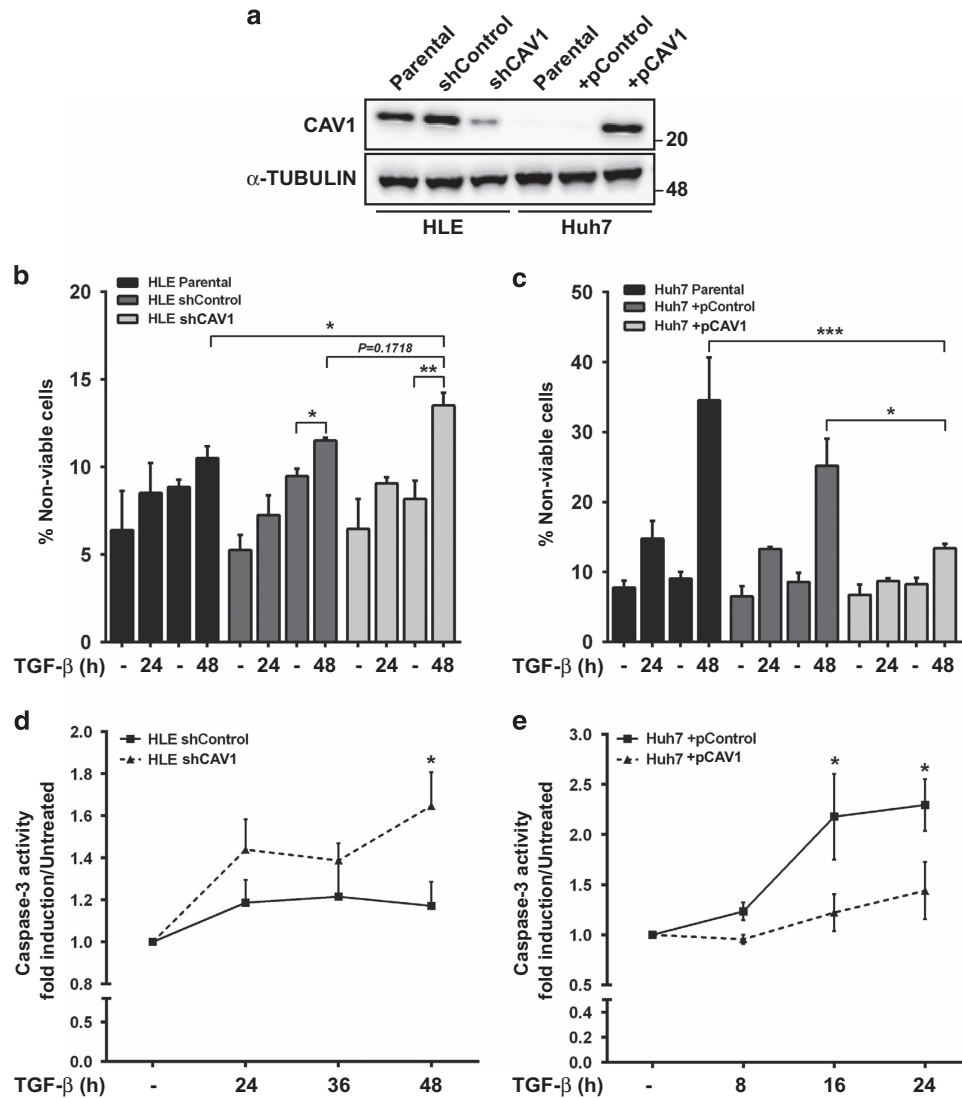 a
Parental
shControl
shCAV1
Parental
+pControl
+pCAV1
CAV1
20
α-TUBULIN
48
HLE
Huh7
b
HLE Parental
HLE shControl
HLE shCAV1
% Non-viable cells
20
15
10
5
0
*
P=0.1718
**
*
TGF-β (h)
- 24 - 48 - 24 - 48 - 24 - 48
c
Huh7 Parental
Huh7 +pControl
Huh7 +pCAV1
% Non-viable cells
50
40
30
20
10
0
***
*
TGF-β (h)
- 24 - 48 - 24 - 48 - 24 - 48
d
HLE shControl
HLE shCAV1
Caspase-3 activity
fold induction/Untreated
2.0
1.8
1.6
1.4
1.2
1.0
0.8
0.5
0.0
*
TGF-β (h)
- 24 36 48
e
Huh7 +pControl
Huh7 +pCAV1
Caspase-3 activity
fold induction/Untreated
3.0
2.5
2.0
1.5
1.0
0.5
0.4
0.2
0.0
* *
TGF-β (h)
- 8 16 24